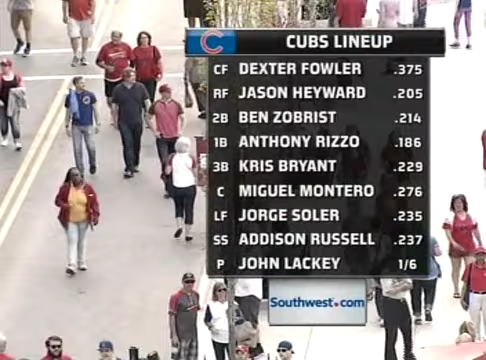 C
CUBS LINEUP
CF DEXTER FOWLER .375
RF JASON HEYWARD .205
2B BEN ZOBRIST .214
1B ANTHONY RIZZO .186
3B KRIS BRYANT .229
C MIGUEL MONTERO .276
LF JORGE SOLER .235
SS ADDISON RUSSELL .237
P JOHN LACKEY 1/6
Southwest.com